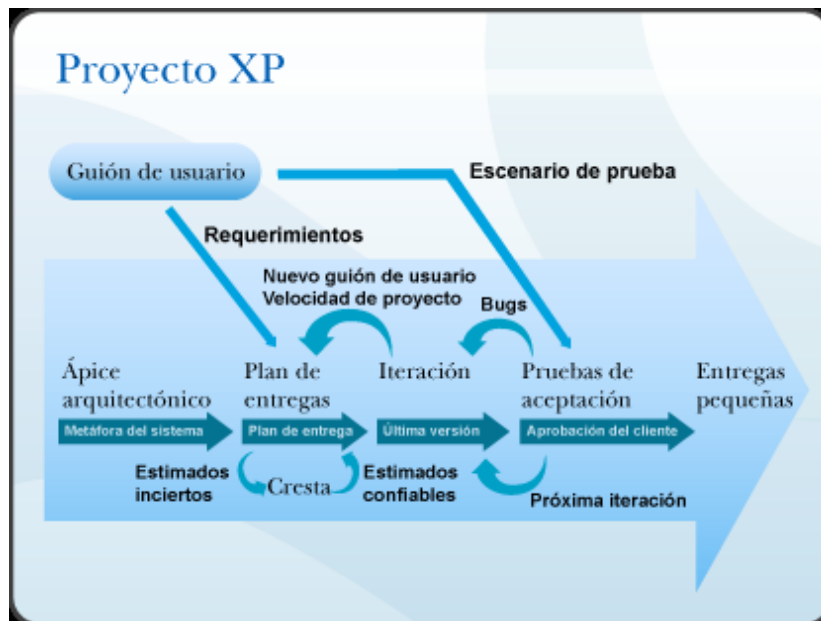 Proyecto XP
Guión de usuario
Escenario de prueba
Requerimientos
Nuevo guión de usuario
Velocidad de proyecto
Bugs
Ápice
arquitectónico
Plan de
entregas
Iteración
Pruebas de
aceptación
Entregas
pequeñas
Metáfora del sistema
Plan de entrega
Última versión
Aprobación del cliente
Estimados
inciertos
Cresta
Estimados
confiables
Próxima iteración